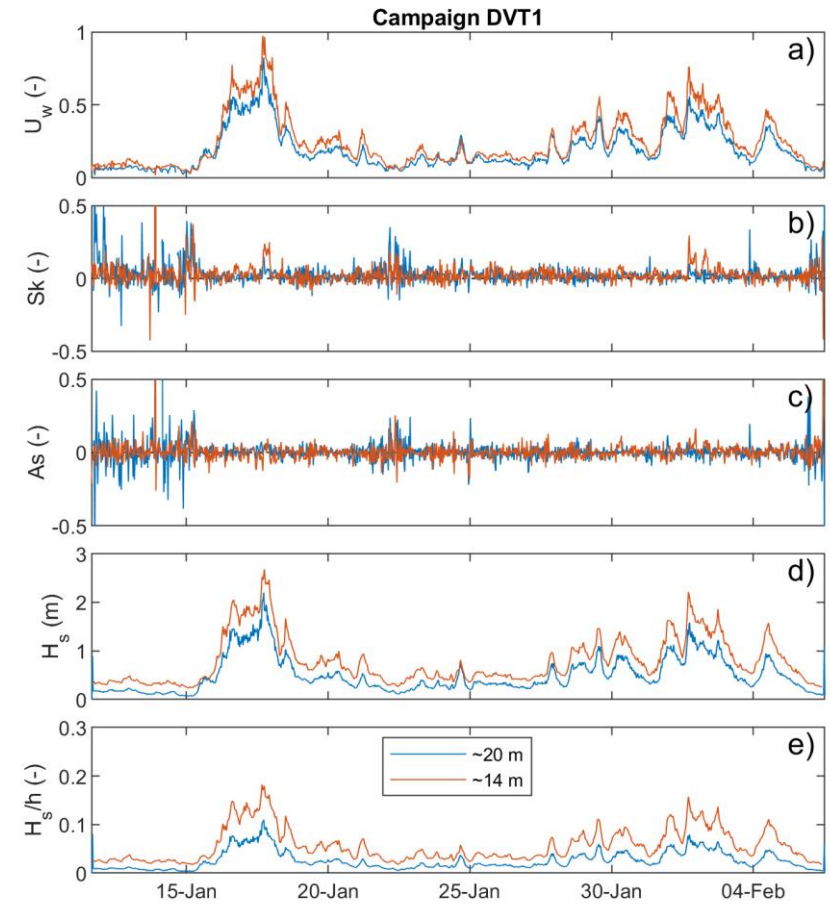 Campaign DVT1
a)
1
0.5
0
U_w (-)
b)
0.5
0
-0.5
Sk (-)
c)
0.5
0
-0.5
As (-)
d)
3
2
1
0
H_s (m)
e)
0.3
0.2
0.1
0
H_s/h (-)
~20 m
~14 m
15-Jan 20-Jan 25-Jan 30-Jan 04-Feb